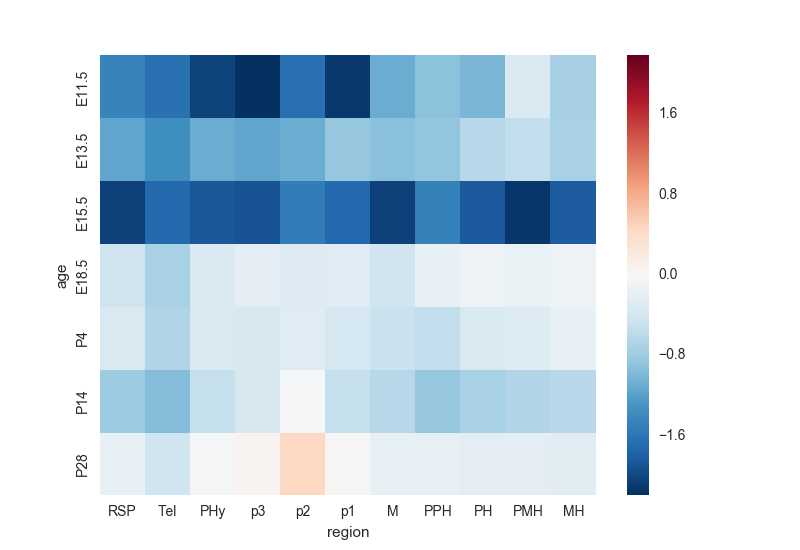 E11.5
E13.5
E15.5
E18.5
P4
P14
P28
age
RSP Tel PHy p3 p2 p1 M PPH PH PMH MH
region
1.6
0.8
0.0
−0.8
−1.6